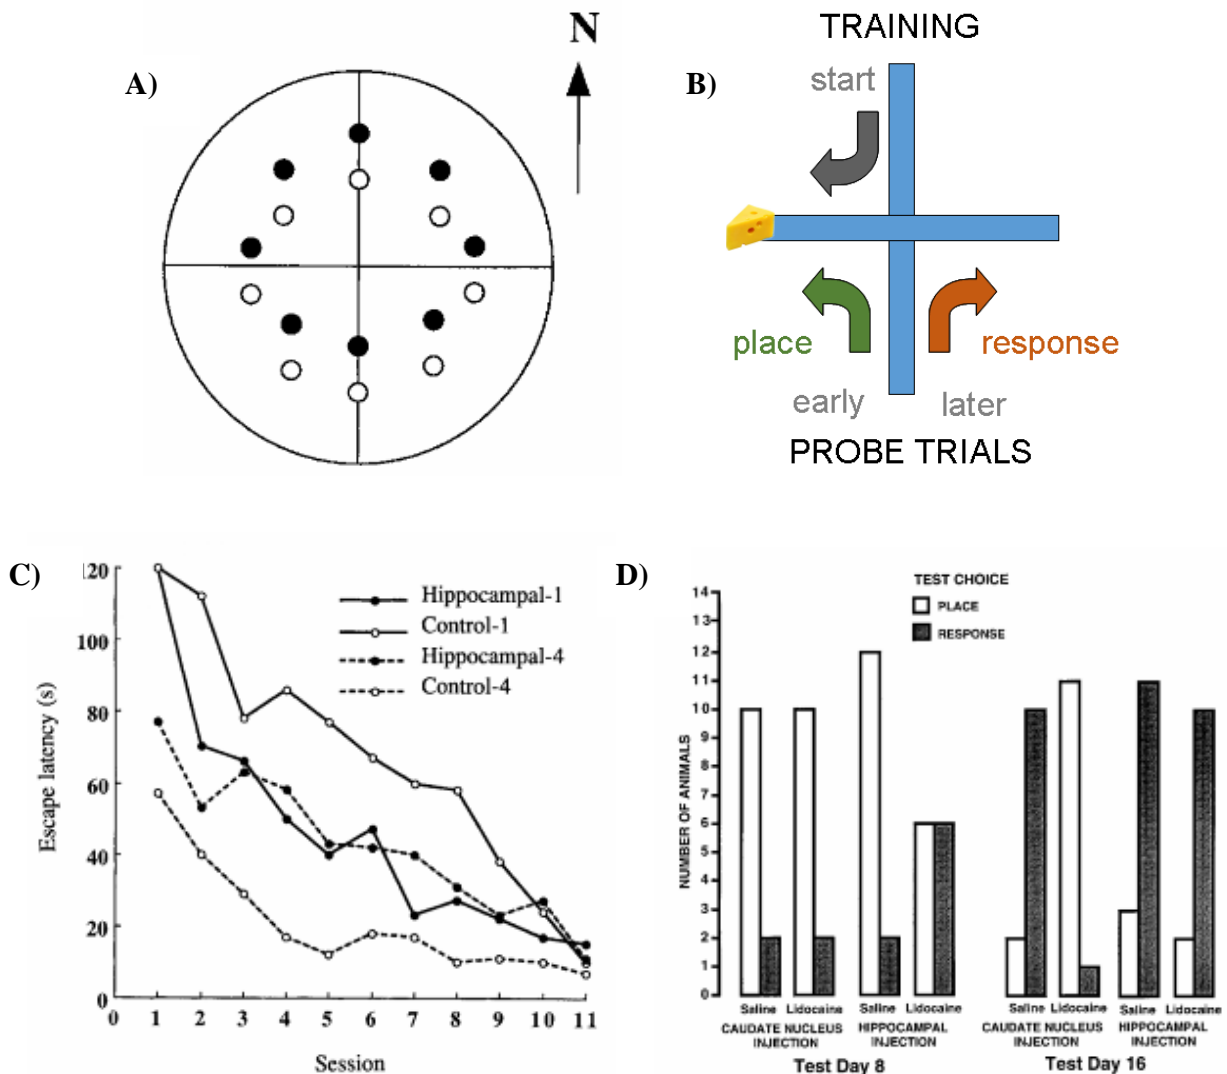 A)
N
B)
TRAINING
start
place
response
early
later
PROBE TRIALS
C)
120
100
80
60
40
20
0
Escape latency (s)
Hippocampal-1
Control-1
Hippocampal-4
Control-4
0 1 2 3 4 5 6 7 8 9 10 11
Session
D)
TEST CHOICE
PLACE
RESPONSE
14
13
12
11
10
9
8
7
6
5
4
3
2
1
0
NUMBER OF ANIMALS
Saline Lidocaine Saline Lidocaine Saline Lidocaine Saline Lidocaine
CAUDATE NUCLEUS INJECTION
HIPPOCAMPAL INJECTION
CAUDATE NUCLEUS INJECTION
HIPPOCAMPAL INJECTION
Test Day 8
Test Day 16